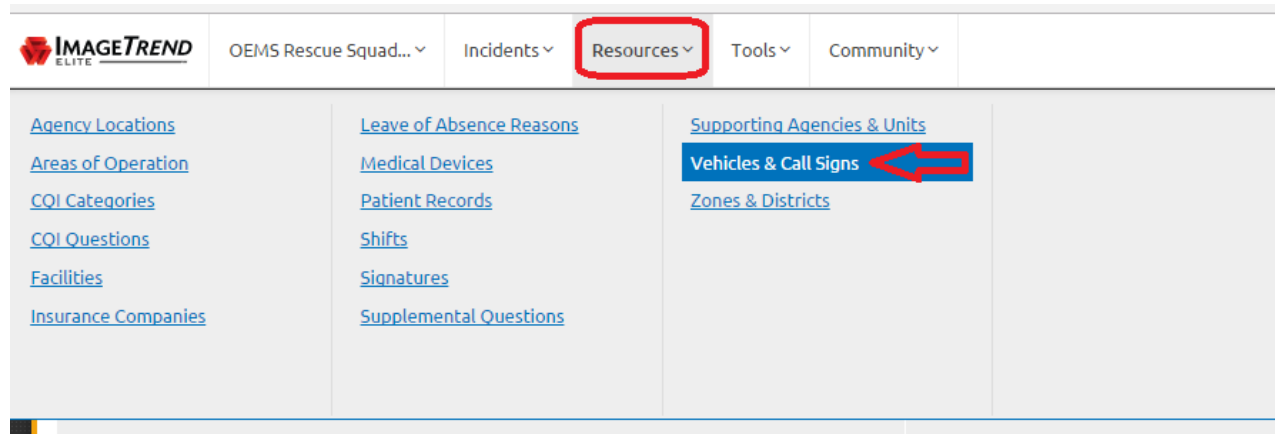 IMAGETREND
ELITE
OEMS Rescue Squad...
Incidents
Resources
Tools
Community
Agency Locations
Areas of Operation
CQI Categories
CQI Questions
Facilities
Insurance Companies
Leave of Absence Reasons
Medical Devices
Patient Records
Shifts
Signatures
Supplemental Questions
Supporting Agencies & Units
Vehicles & Call Signs
Zones & Districts